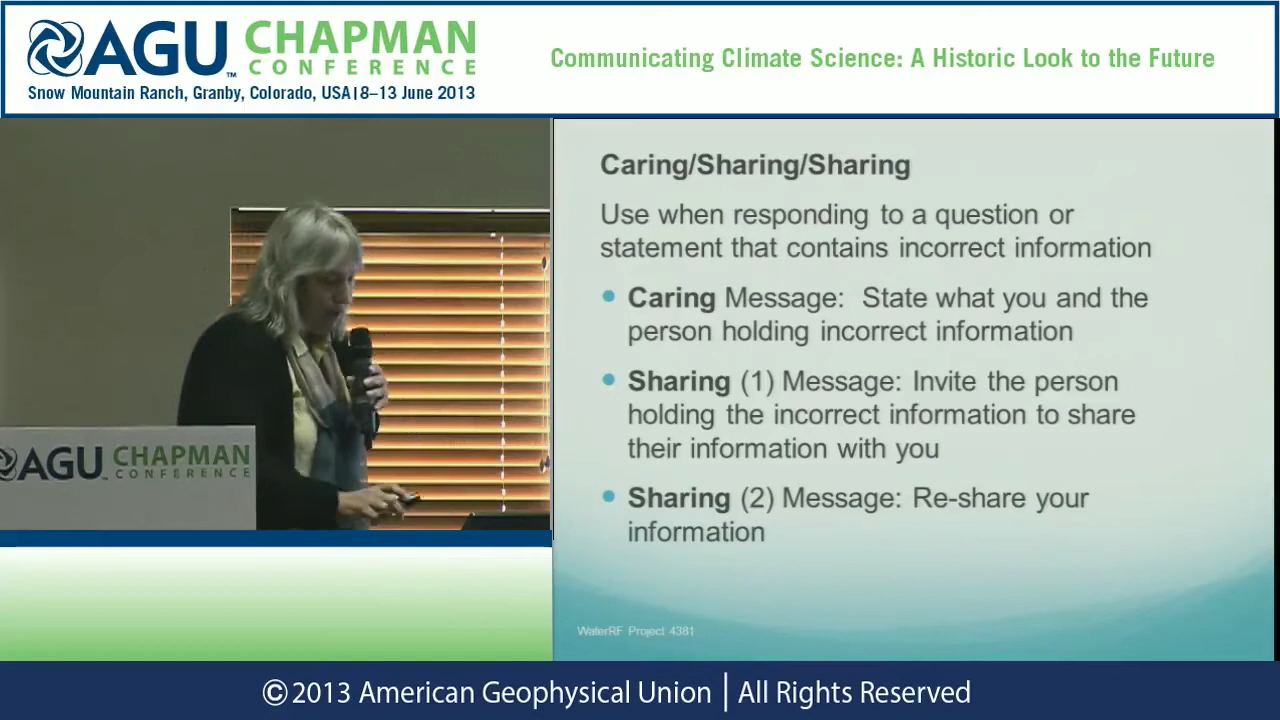 AGU™ CHAPMAN
CONFERENCE
Snow Mountain Ranch, Granby, Colorado, USA|8–13 June 2013
Communicating Climate Science: A Historic Look to the Future
Caring/Sharing/Sharing
Use when responding to a question or
statement that contains incorrect information
• Caring Message: State what you and the
person holding incorrect information
• Sharing (1) Message: Invite the person
holding the incorrect information to share
their information with you
• Sharing (2) Message: Re-share your
information
WaterRF Project 4381
AGU CHAPMAN
CONFERENCE
©2013 American Geophysical Union | All Rights Reserved